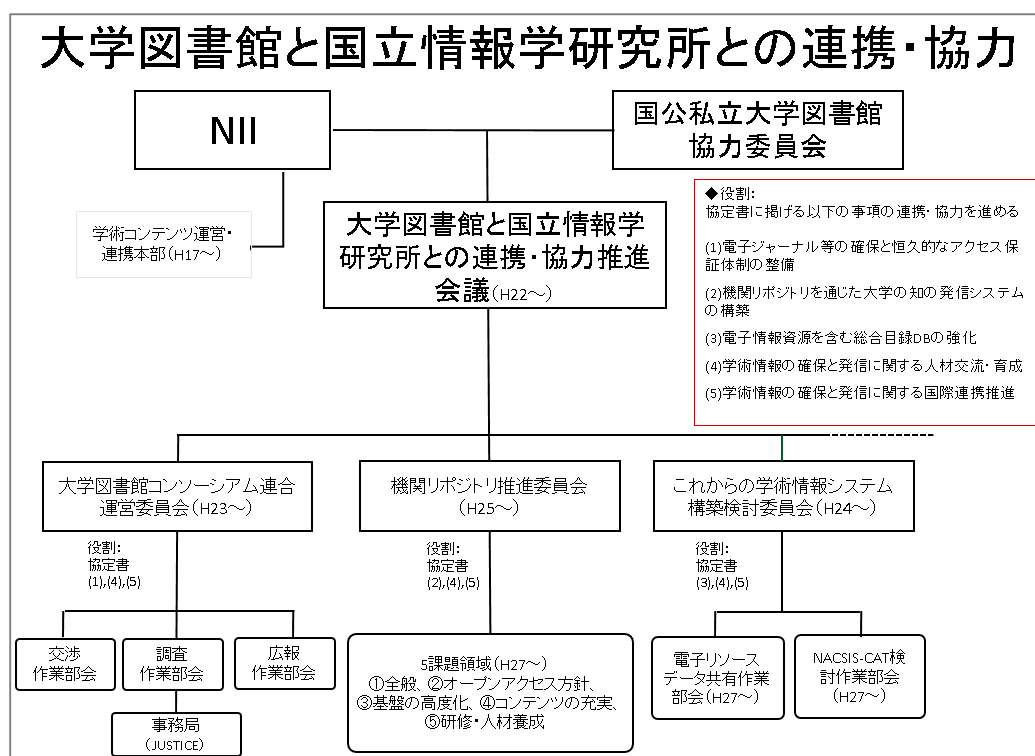 大学図書館と国立情報学研究所との連携・協力
NII
国公私立大学図書館
協力委員会
学術コンテンツ運営・
連携本部(H17～)
大学図書館と国立情報学
研究所との連携・協力推進
会議(H22～)
◆役割:
協定書に掲げる以下の事項の連携・協力を進める
(1)電子ジャーナル等の確保と恒久的なアクセス保
証体制の整備
(2)機関リポジトリを通じた大学の知の発信システム
の構築
(3)電子情報資源を含む総合目録DBの強化
(4)学術情報の確保と発信に関する人材交流・育成
(5)学術情報の確保と発信に関する国際連携推進
大学図書館コンソーシアム連合
運営委員会(H23～)
機関リポジトリ推進委員会
(H25～)
これからの学術情報システム
構築検討委員会(H24～)
役割:
協定書
(1),(4),(5)
役割:
協定書
(2),(4),(5)
役割:
協定書
(3),(4),(5)
交渉
作業部会
調査
作業部会
広報
作業部会
事務局
(JUSTICE)
5課題領域(H27～)
①全般、②オープンアクセス方針、
③基盤の高度化、④コンテンツの充実、
⑤研修・人材養成
電子リソース
データ共有作業
部会(H27～)
NACSIS-CAT検
討作業部会
(H27～)